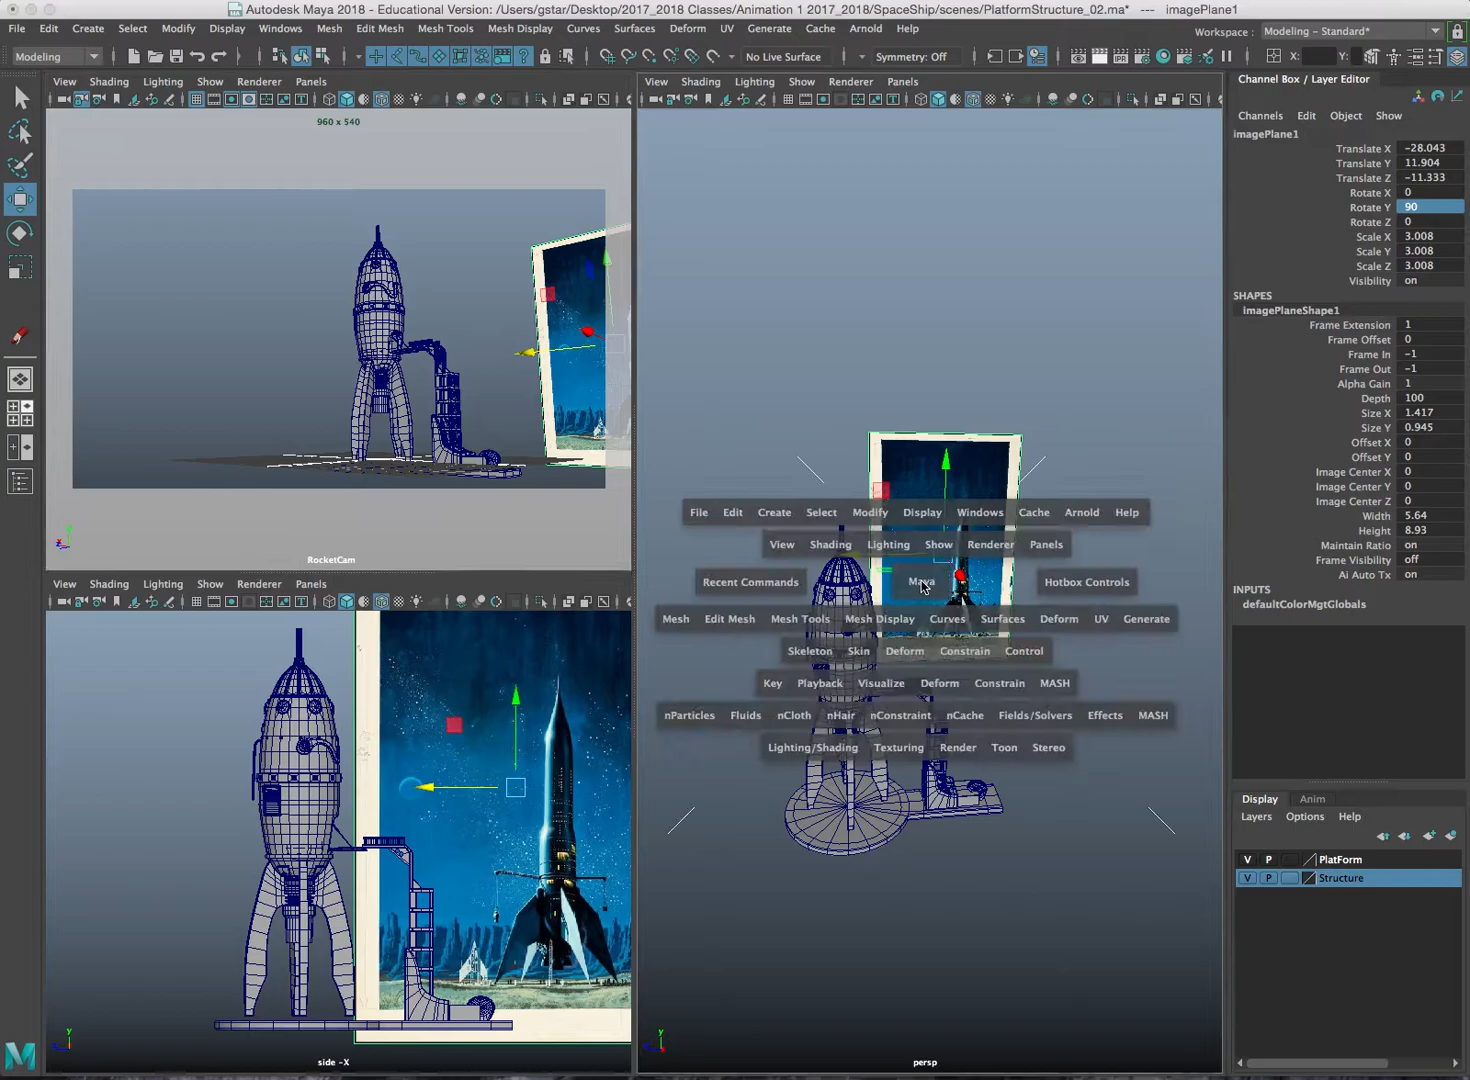 Autodesk Maya 2018 - Educational Version: /Users/gstar/Desktop/2017_2018 Classes/Animation 1 2017_2018/SpaceShip/scenes/PlatformStructure_02.ma* --- imagePlane1
File Edit Create Select Modify Display Windows Mesh Edit Mesh Mesh Tools Mesh Display Curves Surfaces Deform UV Generate Cache Arnold Help
Workspace : Modeling - Standard*
Modeling
No Live Surface
Symmetry: Off
X:
Y:
View Shading Lighting Show Renderer Panels
View Shading Lighting Show Renderer Panels
Channel Box / Layer Editor
Channels Edit Object Show
imagePlane1
Translate X -28.043
Translate Y 11.904
Translate Z -11.333
Rotate X 0
Rotate Y 90
Rotate Z 0
Scale X 3.008
Scale Y 3.008
Scale Z 3.008
Visibility on
SHAPES
imagePlaneShape1
Frame Extension 1
Frame Offset 0
Frame In -1
Frame Out -1
Alpha Gain 1
Depth 100
Size X 1.417
Size Y 0.945
Offset X 0
Offset Y 0
Image Center X 0
Image Center Y 0
Image Center Z 0
Width 5.64
Height 8.93
Maintain Ratio on
Frame Visibility off
Ai Auto Tx on
INPUTS
defaultColorMgtGlobals
960 x 540
RocketCam
View Shading Lighting Show Renderer Panels
side -X
File Edit Create Select Modify Display Windows Cache Arnold Help
View Shading Lighting Show Renderer Panels
Recent Commands Maya Hotbox Controls
Mesh Edit Mesh Mesh Tools Mesh Display Curves Surfaces Deform UV Generate
Skeleton Skin Deform Constrain Control
Key Playback Visualize Deform Constrain MASH
nParticles Fluids nCloth nHair nConstraint nCache Fields/Solvers Effects MASH
Lighting/Shading Texturing Render Toon Stereo
persp
Display Anim
Layers Options Help
V P PlatForm
V P Structure